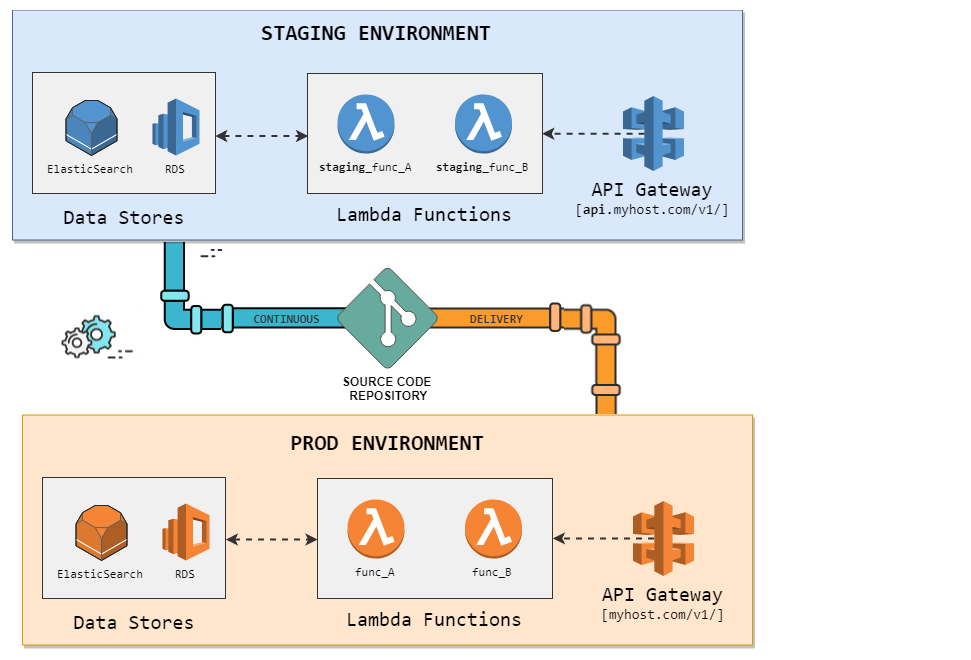 STAGING ENVIRONMENT
ElasticSearch
RDS
staging_func_A
staging_func_B
Data Stores
Lambda Functions
API Gateway
[api.myhost.com/v1/]
CONTINUOUS
DELIVERY
SOURCE CODE
REPOSITORY
PROD ENVIRONMENT
ElasticSearch
RDS
func_A
func_B
Data Stores
Lambda Functions
API Gateway
[myhost.com/v1/]